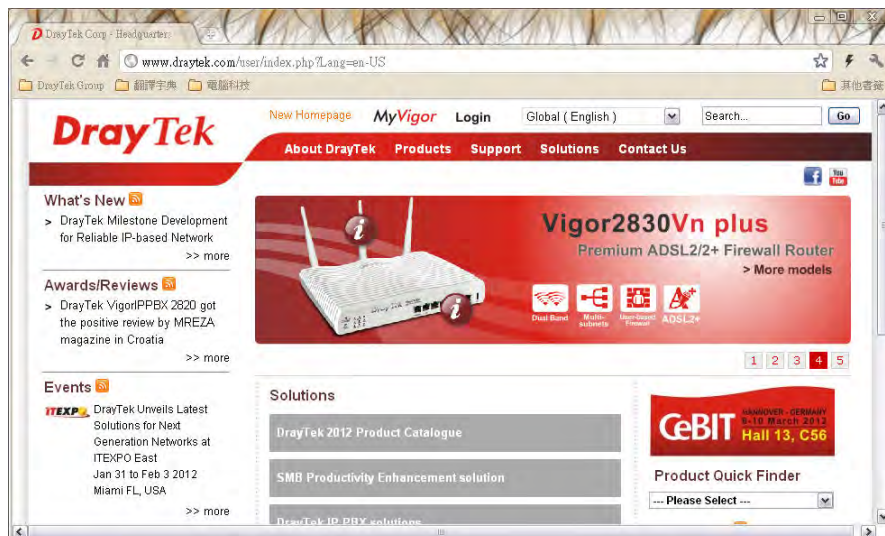 DrayTek Corp - Headquarter
www.draytek.com/user/index.php?Lang=en-US
DrayTek Group 翻譯字典 電腦科技 其他書籤
DrayTek
New Homepage MyVigor Login Global ( English ) Search... Go
About DrayTek Products Support Solutions Contact Us
You Tube
What's New
> DrayTek Milestone Development
for Reliable IP-based Network
>> more
Awards/Reviews
> DrayTek VigorIPPBX 2820 got
the positive review by MREZA
magazine in Croatia
>> more
Events
ITEXPO DrayTek Unveils Latest
Solutions for Next
Generation Networks at
ITEXPO East
Jan 31 to Feb 3 2012
Miami FL, USA
>> more
Vigor2830Vn plus
Premium ADSL2/2+ Firewall Router
> More models
Dual Band Multi-subnets User-based Firewall ADSL2+
1 2 3 4 5
Solutions
DrayTek 2012 Product Catalogue
SMB Productivity Enhancement solution
DrayTek IP PBX solutions
CeBIT HANNOVER - GERMANY
6-10 March 2012
Hall 13, C56
Product Quick Finder
--- Please Select ---